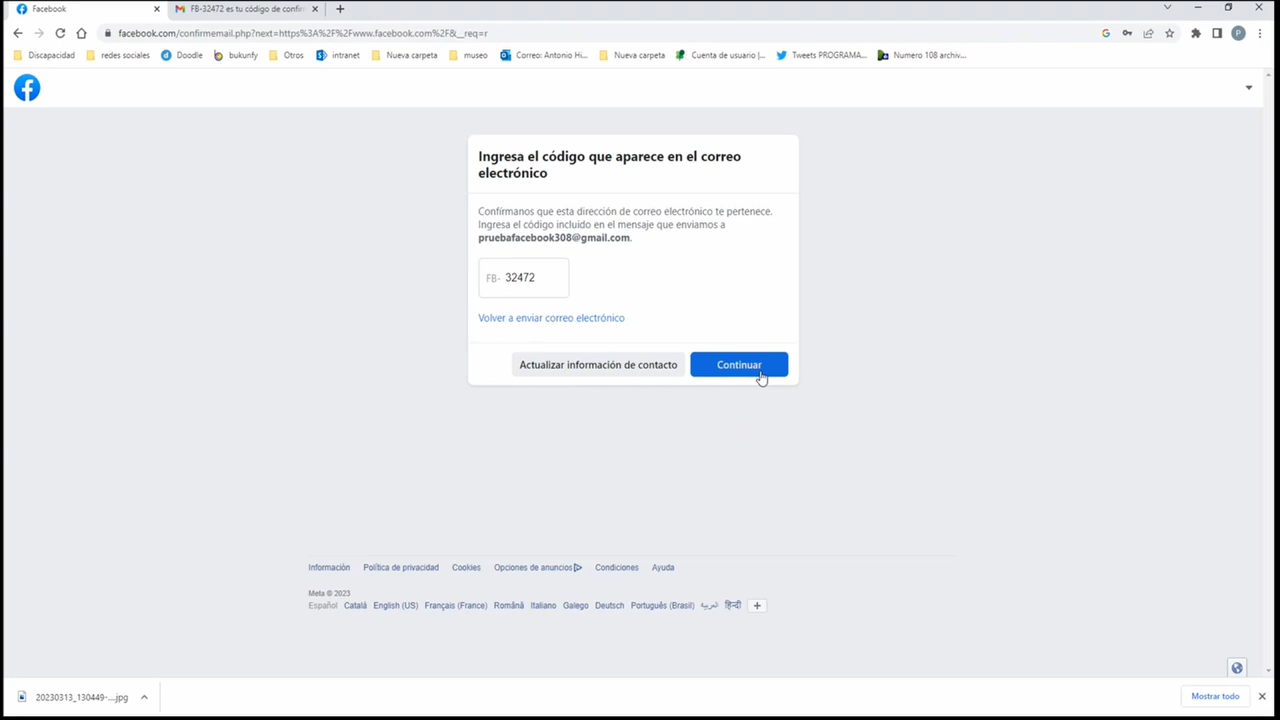 Facebook
FB-32472 es tu código de confirm
facebook.com/confirmemail.php?next=https%3A%2F%2Fwww.facebook.com%2F&__req=r
Discapacidad
redes sociales
Doodle
bukunfy
Otros
intranet
Nueva carpeta
museo
Correo: Antonio Hi...
Nueva carpeta
Cuenta de usuario |...
Tweets PROGRAMA...
Numero 108 archiv...
Ingresa el código que aparece en el correo
electrónico
Confírmanos que esta dirección de correo electrónico te pertenece.
Ingresa el código incluido en el mensaje que enviamos a
pruebafacebook308@gmail.com.
FB- 32472
Volver a enviar correo electrónico
Actualizar información de contacto
Continuar
Información Política de privacidad Cookies Opciones de anuncios Condiciones Ayuda
Meta © 2023
Español Català English (US) Français (France) Română Italiano Galego Deutsch Português (Brasil) العربية हिन्दी +
20230313_130449-....jpg
Mostrar todo